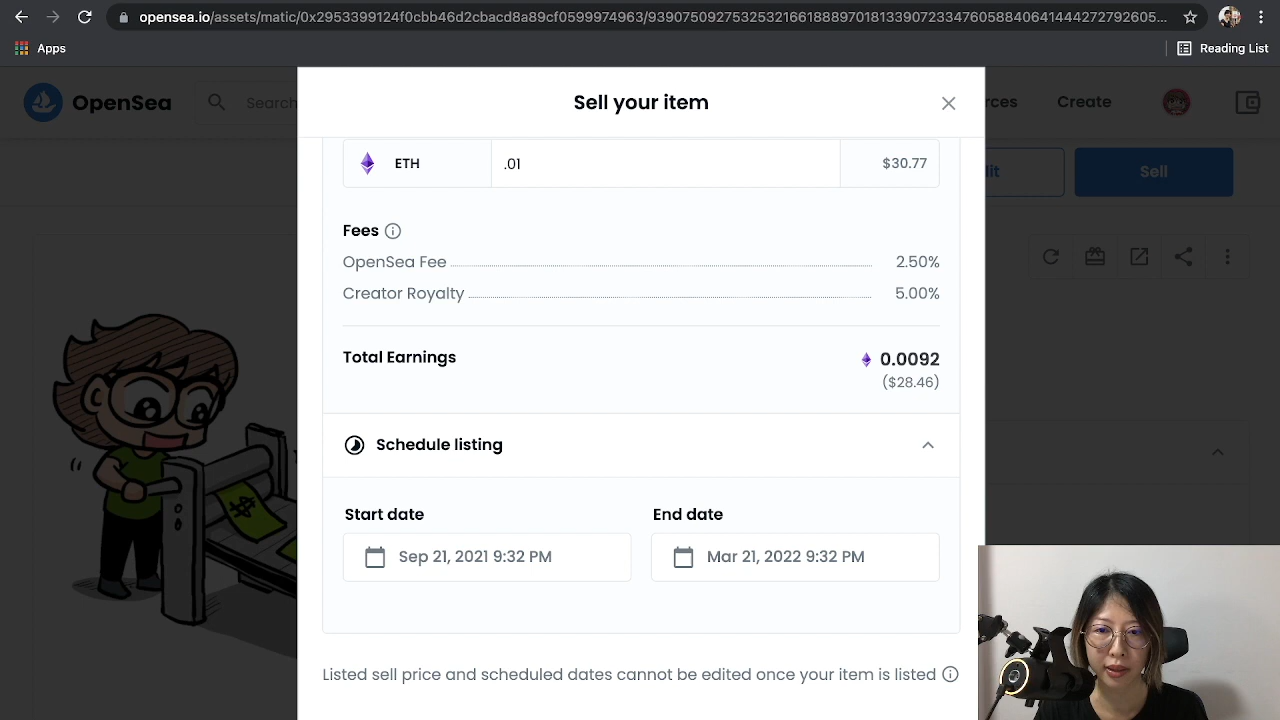 opensea.io/assets/matic/0x2953399124f0cbb46d2cbacd8a89cf0599974963/9390750927532532166188897018133907233476058840641444272792605...
Apps
Reading List
OpenSea
Search
Sell your item
rces
Create
ETH
.01
$30.77
dit
Sell
Fees
OpenSea Fee
2.50%
Creator Royalty
5.00%
Total Earnings
0.0092
($28.46)
Schedule listing
Start date
End date
Sep 21, 2021 9:32 PM
Mar 21, 2022 9:32 PM
Listed sell price and scheduled dates cannot be edited once your item is listed